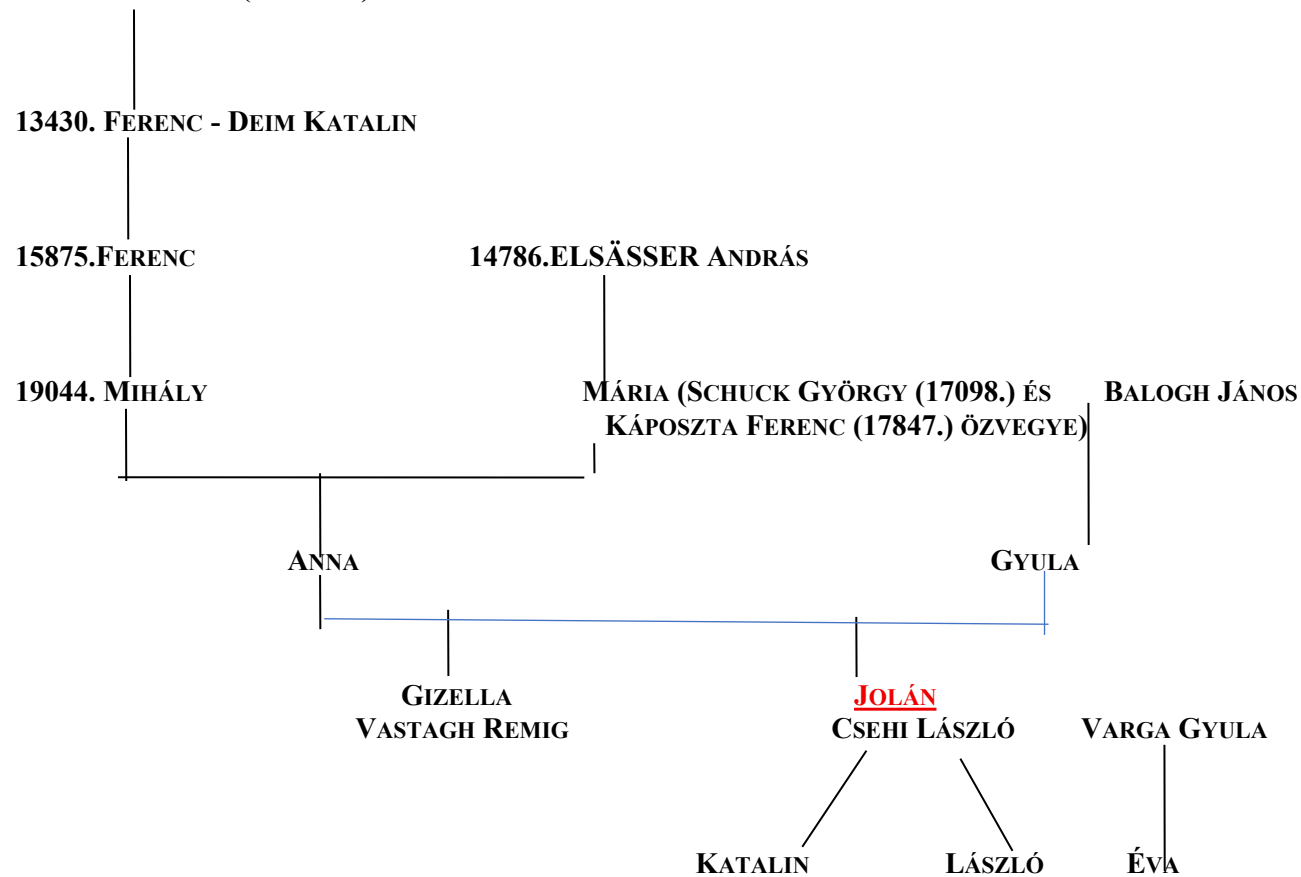 13430. FERENC - DEIM KATALIN
15875.FERENC 14786.ELSÄSSER ANDRÁS
19044. MIHÁLY MÁRIA (SCHUCK GYÖRGY (17098.) ÉS BALOGH JÁNOS
KÁPOSZTA FERENC (17847.) ÖZVEGYE)
ANNA GYULA
GIZELLA JOLÁN
VASTAGH REMIG CSEHI LÁSZLÓ VARGA GYULA
KATALIN LÁSZLÓ ÉVA